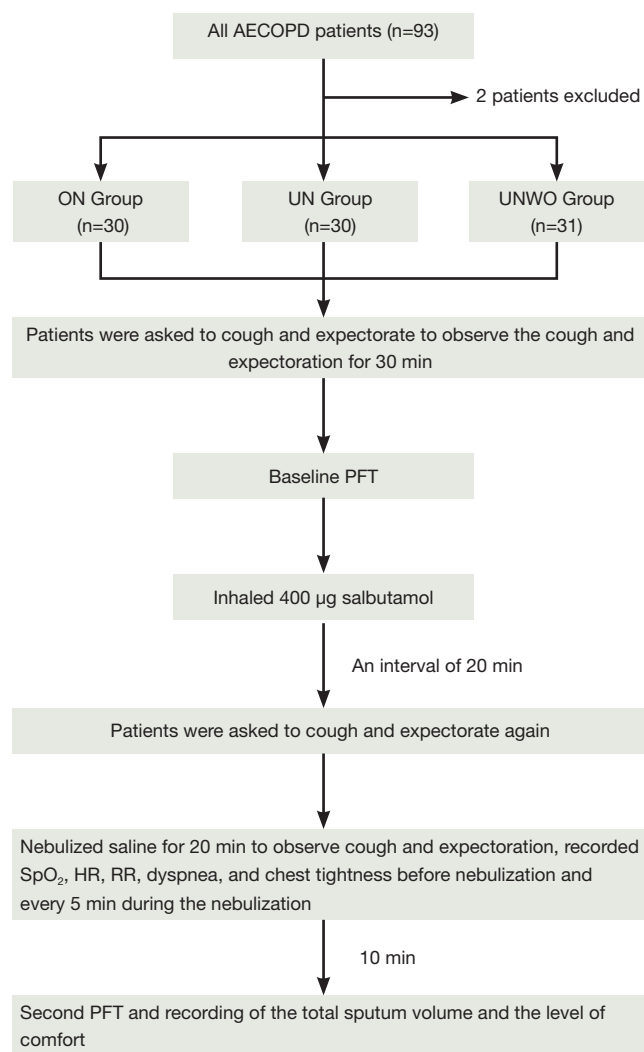 All AECOPD patients (n=93)
2 patients excluded
ON Group
(n=30)
UN Group
(n=30)
UNWO Group
(n=31)
Patients were asked to cough and expectorate to observe the cough and
expectoration for 30 min
Baseline PFT
Inhaled 400 µg salbutamol
An interval of 20 min
Patients were asked to cough and expectorate again
Nebulized saline for 20 min to observe cough and expectoration, recorded
SpO₂, HR, RR, dyspnea, and chest tightness before nebulization and
every 5 min during the nebulization
10 min
Second PFT and recording of the total sputum volume and the level of
comfort